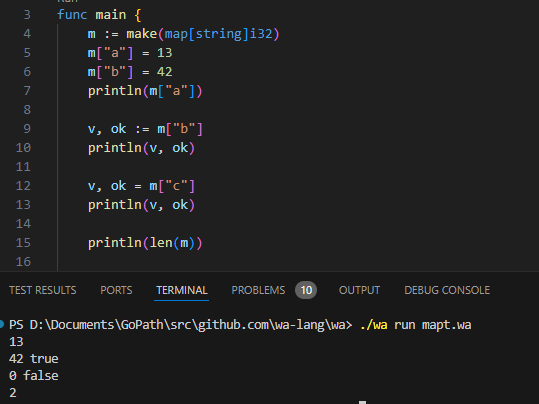 3 func main {
4 m := make(map[string]i32)
5 m["a"] = 13
6 m["b"] = 42
7 println(m["a"])
8
9 v, ok := m["b"]
10 println(v, ok)
11
12 v, ok = m["c"]
13 println(v, ok)
14
15 println(len(m))
16
TEST RESULTS PORTS TERMINAL PROBLEMS 10 OUTPUT DEBUG CONSOLE
PS D:\Documents\GoPath\src\github.com\wa-lang\wa> ./wa run mapt.wa
13
42 true
0 false
2